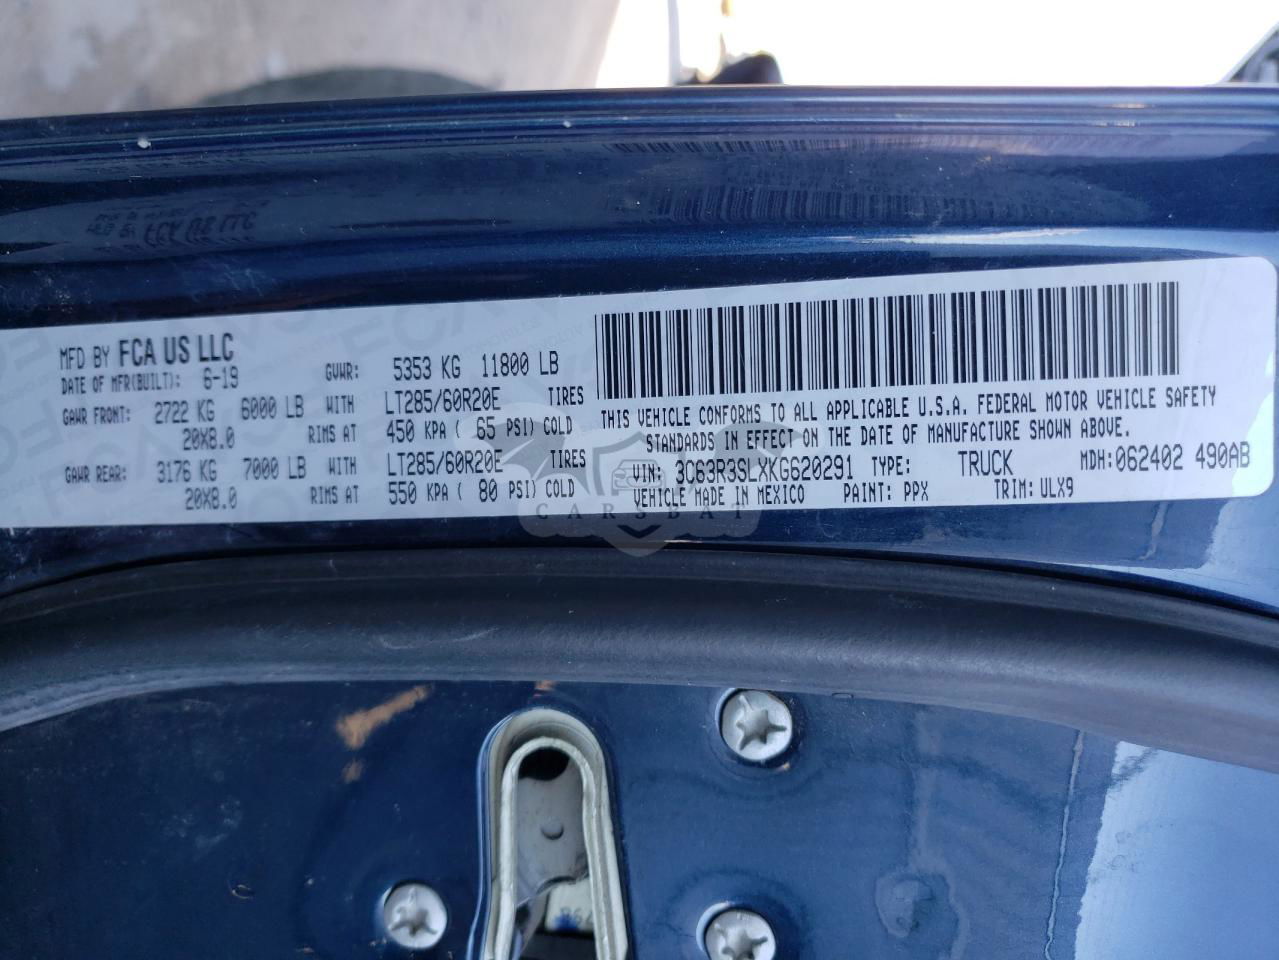 MFD BY FCA US LLC
DATE OF MFR(BUILT): 6-19 GVWR: 5353 KG 11800 LB
GAWR FRONT: 2722 KG 6000 LB WITH LT285/60R20E TIRES
20X8.0 RIMS AT 450 KPA ( 65 PSI) COLD
GAWR REAR: 3176 KG 7000 LB WITH LT285/60R20E TIRES
20X8.0 RIMS AT 550 KPA ( 80 PSI) COLD
THIS VEHICLE CONFORMS TO ALL APPLICABLE U.S.A. FEDERAL MOTOR VEHICLE SAFETY
STANDARDS IN EFFECT ON THE DATE OF MANUFACTURE SHOWN ABOVE.
VIN: 3C63R3SLXKG620291 TYPE: TRUCK MDH:062402 490AB
VEHICLE MADE IN MEXICO PAINT: PPX TRIM: ULX9
CARSBAT